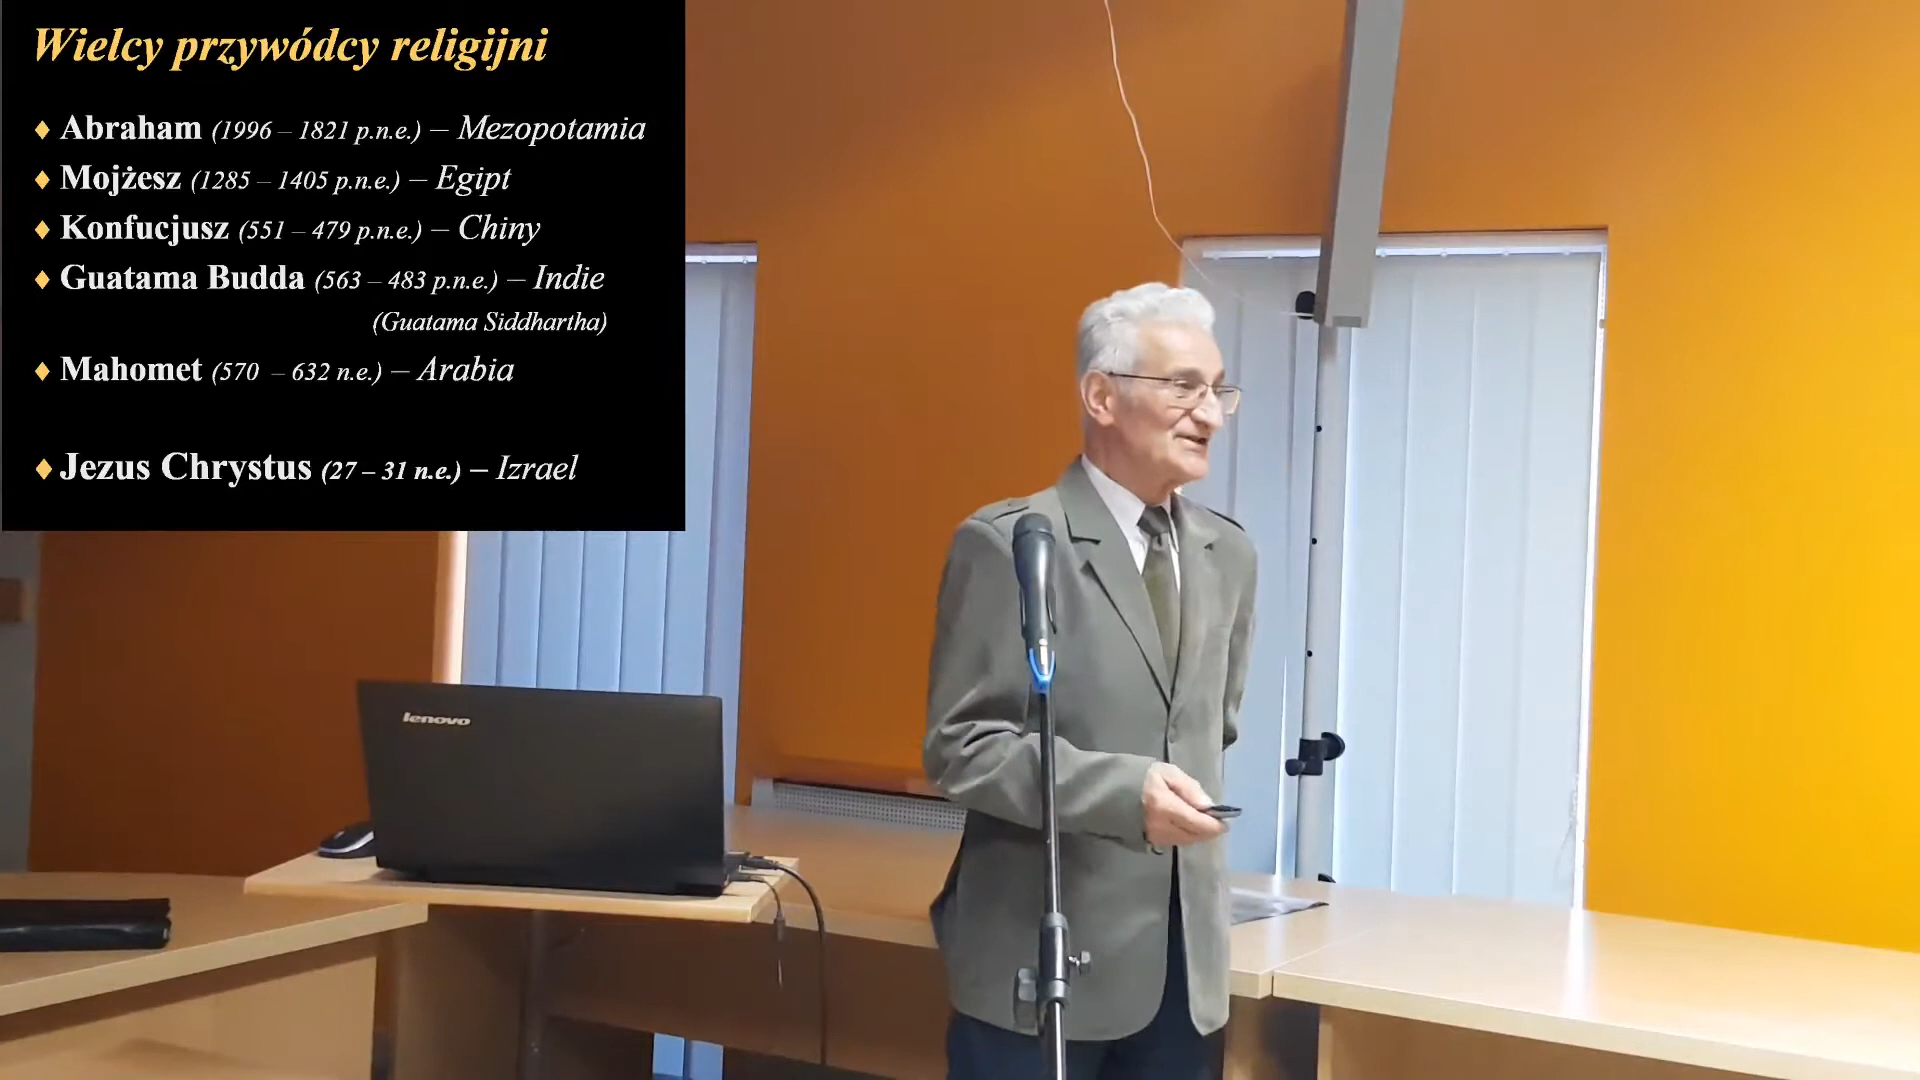 Wielcy przywódcy religijni
♦ Abraham (1996 – 1821 p.n.e.) – Mezopotamia
♦ Mojżesz (1285 – 1405 p.n.e.) – Egipt
♦ Konfucjusz (551 – 479 p.n.e.) – Chiny
♦ Guatama Budda (563 – 483 p.n.e.) – Indie
(Guatama Siddhartha)
♦ Mahomet (570 – 632 n.e.) – Arabia
♦ Jezus Chrystus (27 – 31 n.e.) – Izrael
lenovo